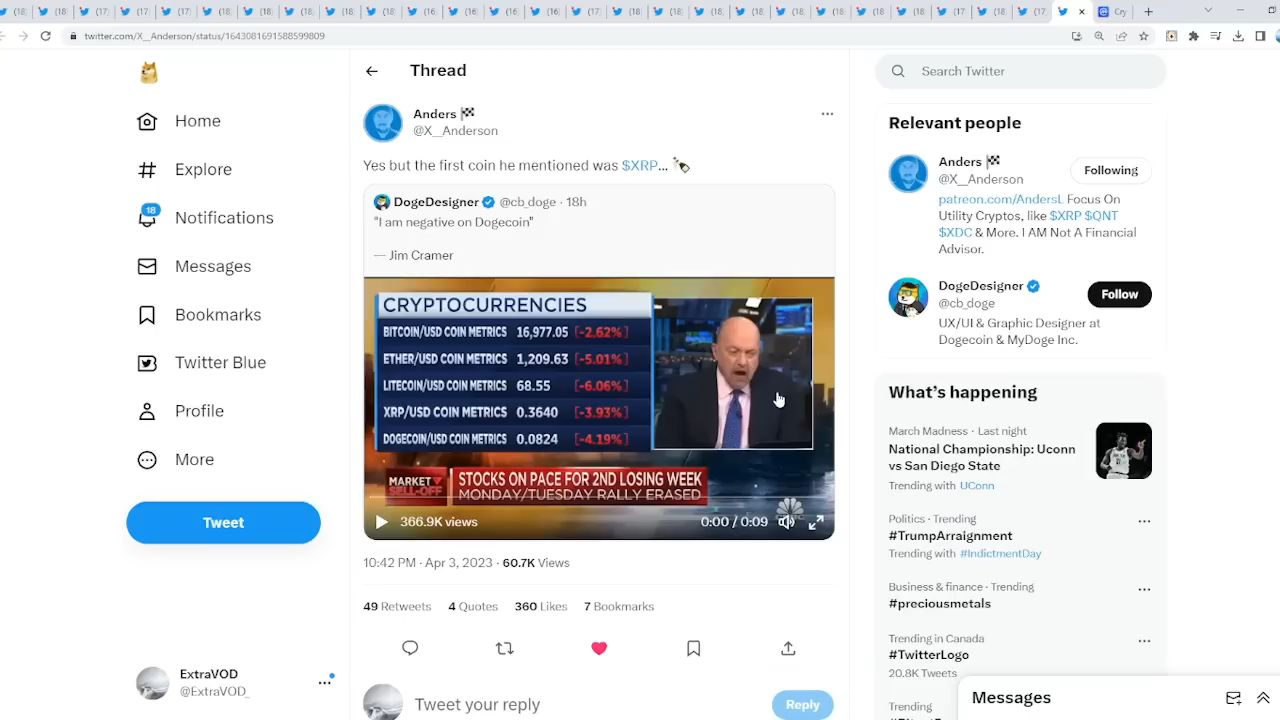 twitter.com/X__Anderson/status/1643081691588599809
Home
Explore
18
Notifications
Messages
Bookmarks
Twitter Blue
Profile
More
Tweet
ExtraVOD
@ExtraVOD_
Thread
Anders
@X__Anderson
Yes but the first coin he mentioned was $XRP...
DogeDesigner @cb_doge · 18h
"I am negative on Dogecoin"
— Jim Cramer
CRYPTOCURRENCIES
BITCOIN/USD COIN METRICS 16,977.05 [-2.62%]
ETHER/USD COIN METRICS 1,209.63 [-5.01%]
LITECOIN/USD COIN METRICS 68.55 [-6.06%]
XRP/USD COIN METRICS 0.3640 [-3.93%]
DOGECOIN/USD COIN METRICS 0.0824 [-4.19%]
MARKET SELL-OFF
STOCKS ON PACE FOR 2ND LOSING WEEK
MONDAY/TUESDAY RALLY ERASED
366.9K views
0:00 / 0:09
10:42 PM · Apr 3, 2023 · 60.7K Views
49 Retweets 4 Quotes 360 Likes 7 Bookmarks
Tweet your reply
Reply
Search Twitter
Relevant people
Anders
@X__Anderson
Following
patreon.com/AndersL Focus On
Utility Cryptos, like $XRP $QNT
$XDC & More. I AM Not A Financial
Advisor.
DogeDesigner
@cb_doge
Follow
UX/UI & Graphic Designer at
Dogecoin & MyDoge Inc.
What's happening
March Madness · Last night
National Championship: Uconn
vs San Diego State
Trending with UConn
Politics · Trending
#TrumpArraignment
Trending with #IndictmentDay
Business & finance · Trending
#preciousmetals
Trending in Canada
#TwitterLogo
20.8K Tweets
Trending
Messages